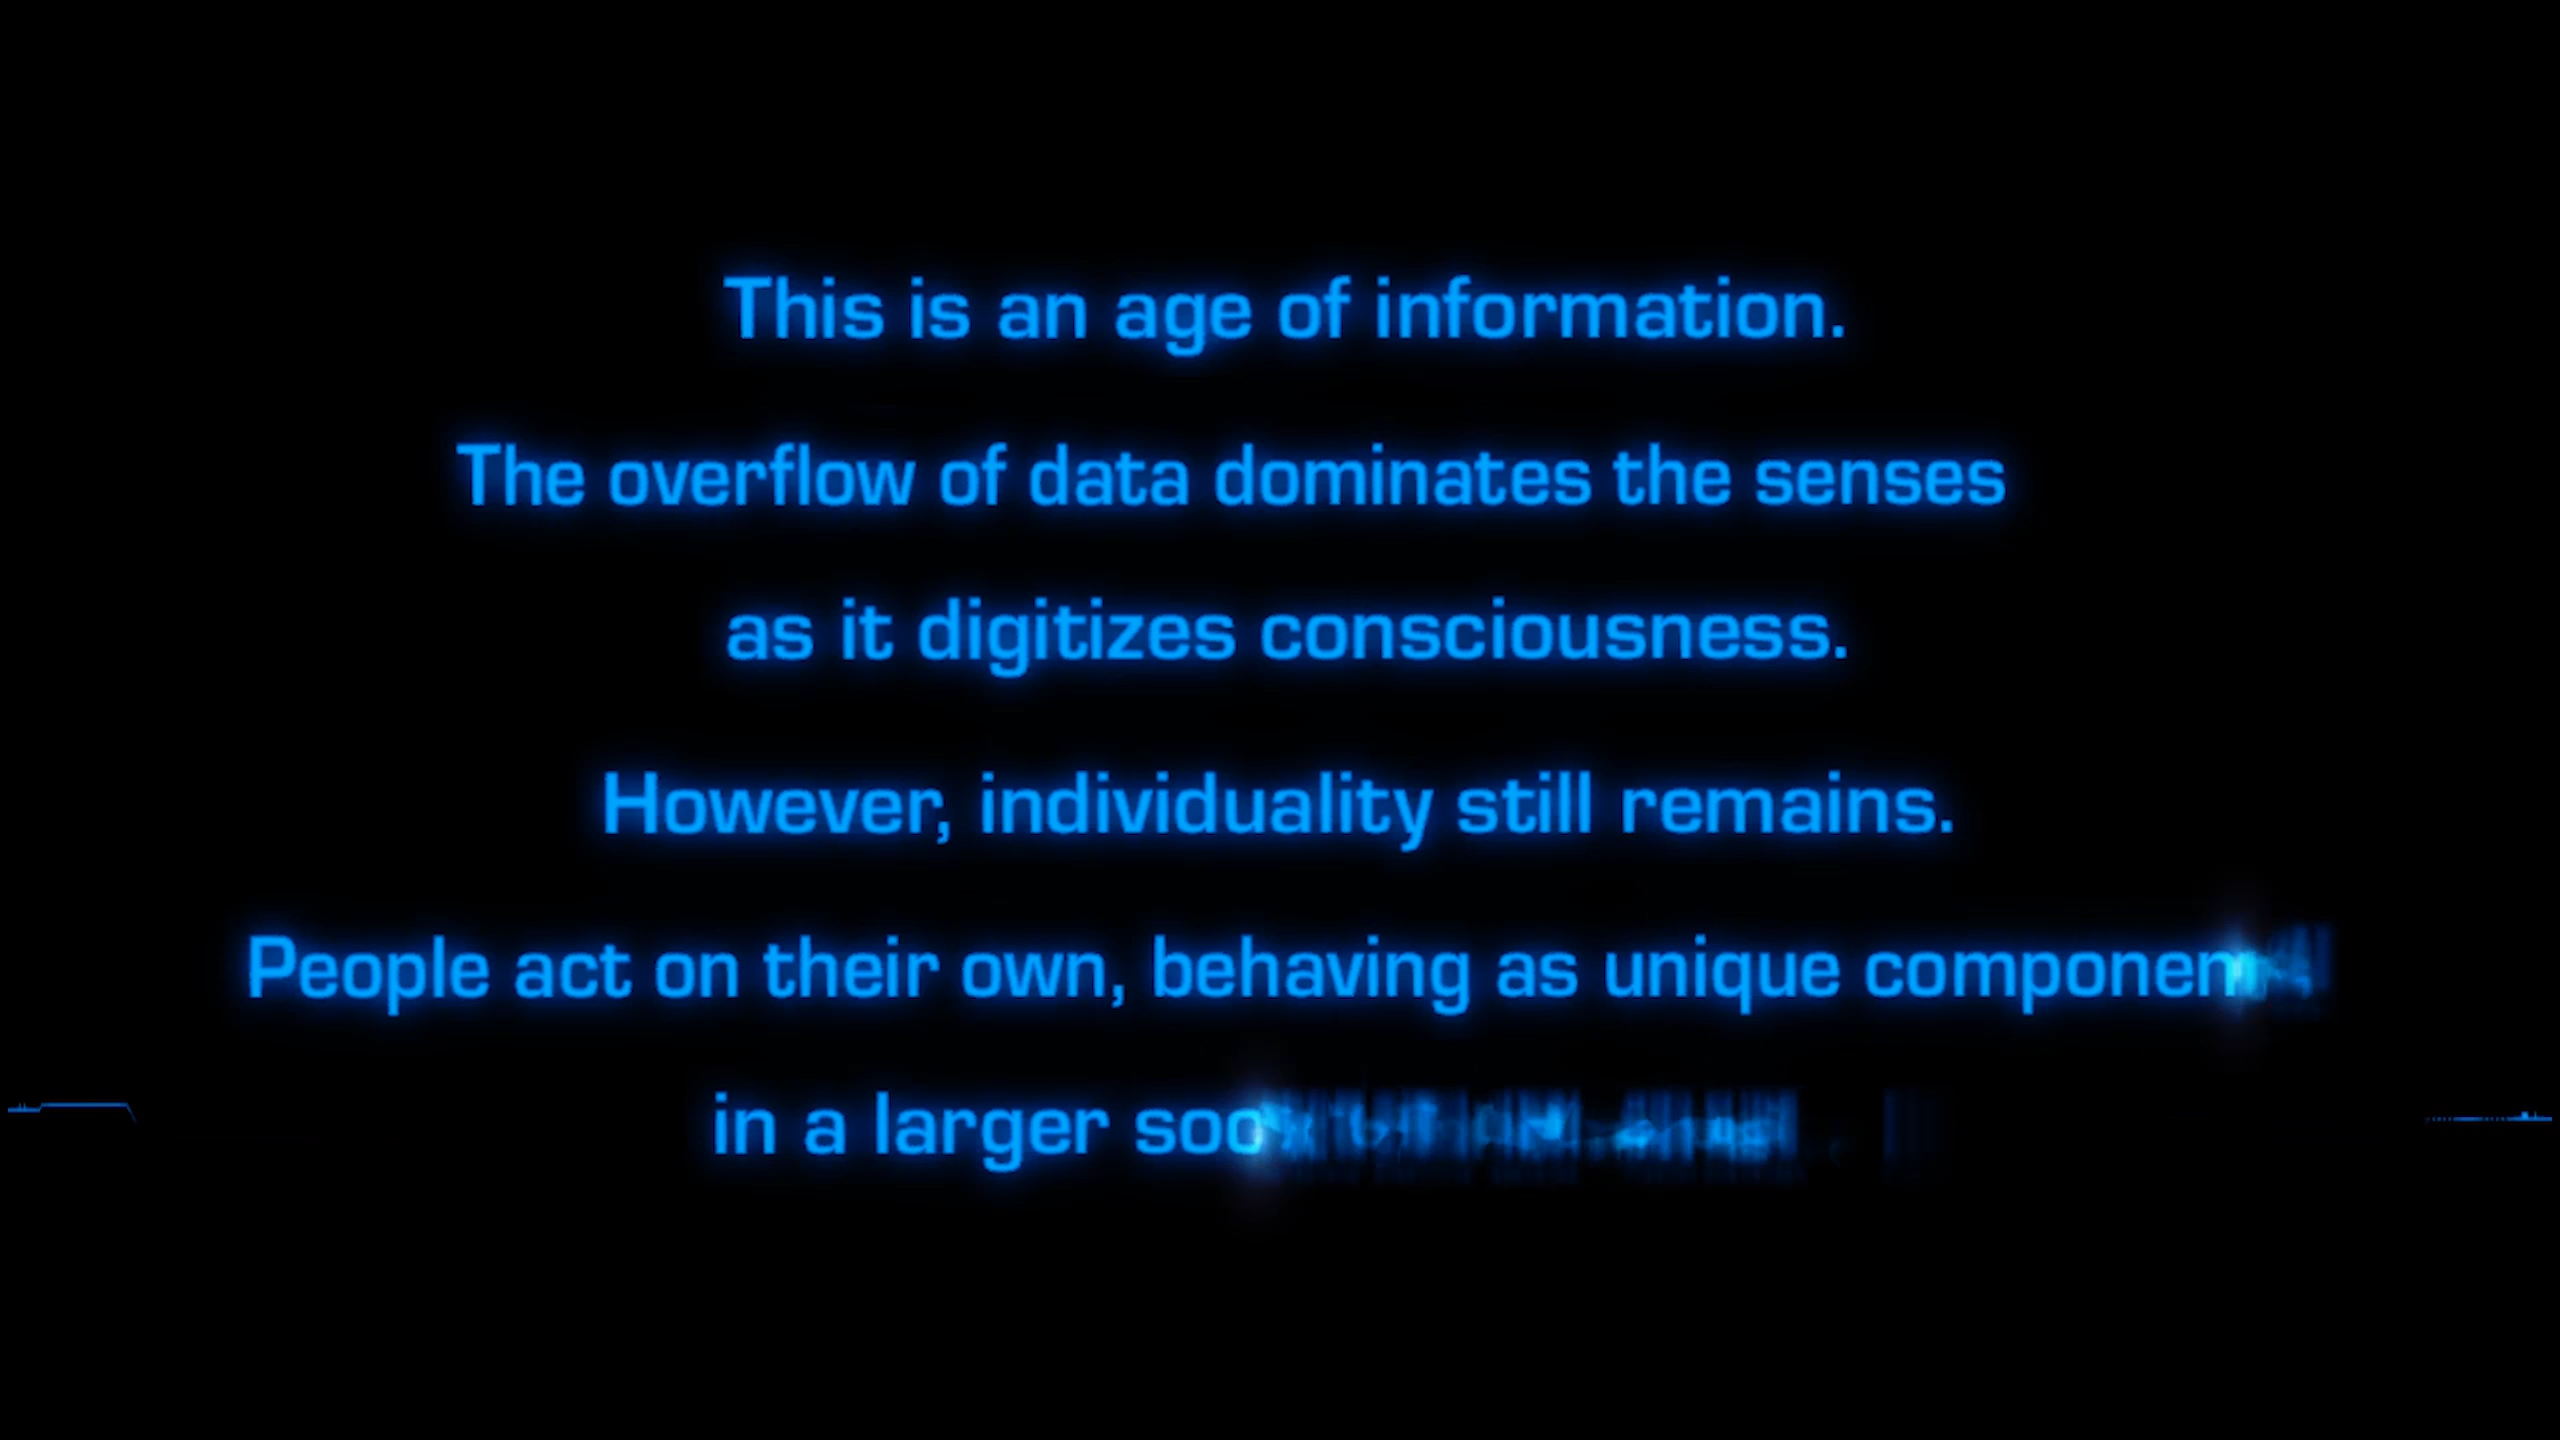 This is an age of information.
The overflow of data dominates the senses
as it digitizes consciousness.
However, individuality still remains.
People act on their own, behaving as unique
in a larger